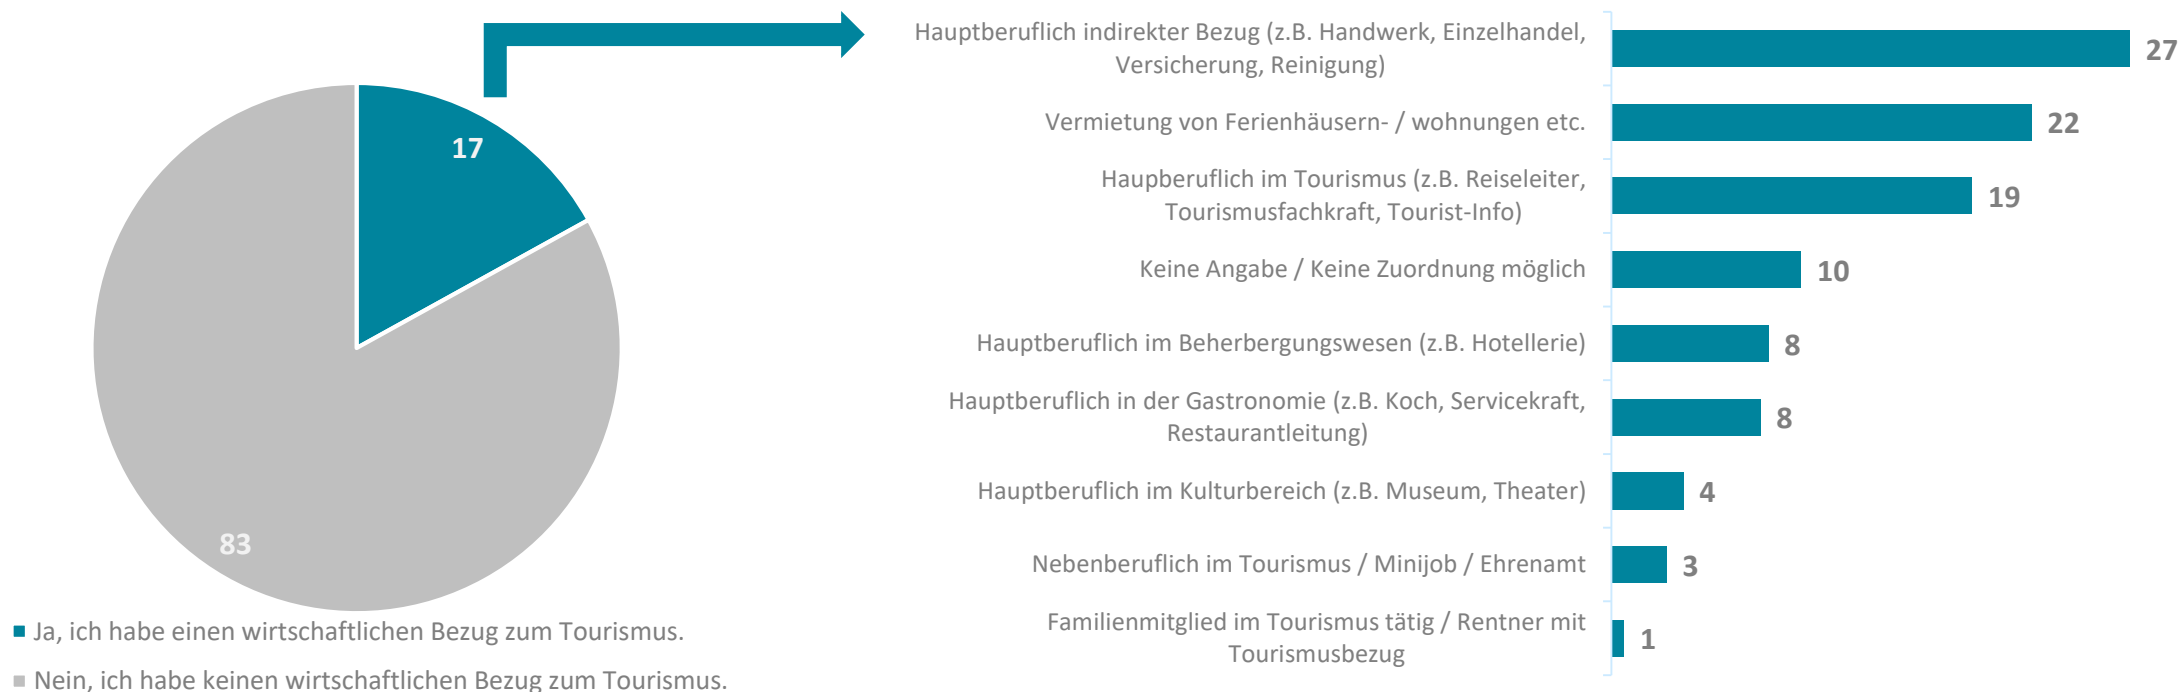 17
83
■ Ja, ich habe einen wirtschaftlichen Bezug zum Tourismus.
■ Nein, ich habe keinen wirtschaftlichen Bezug zum Tourismus.
Hauptberuflich indirekter Bezug (z.B. Handwerk, Einzelhandel,
Versicherung, Reinigung)
27
Vermietung von Ferienhäusern- / wohnungen etc.
22
Haupberuflich im Tourismus (z.B. Reiseleiter,
Tourismusfachkraft, Tourist-Info)
19
Keine Angabe / Keine Zuordnung möglich
10
Hauptberuflich im Beherbergungswesen (z.B. Hotellerie)
8
Hauptberuflich in der Gastronomie (z.B. Koch, Servicekraft,
Restaurantleitung)
8
Hauptberuflich im Kulturbereich (z.B. Museum, Theater)
4
Nebenberuflich im Tourismus / Minijob / Ehrenamt
3
Familienmitglied im Tourismus tätig / Rentner mit
Tourismusbezug
1